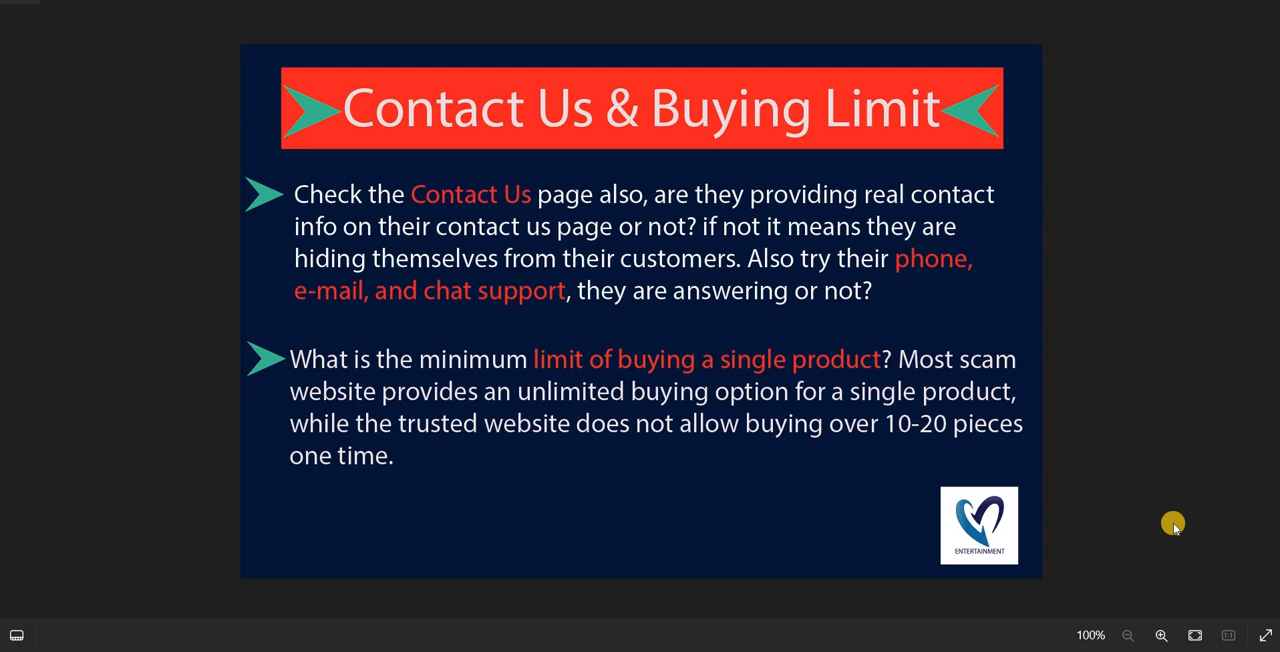 Contact Us & Buying Limit
Check the Contact Us page also, are they providing real contact
info on their contact us page or not? if not it means they are
hiding themselves from their customers. Also try their phone,
e-mail, and chat support, they are answering or not?
What is the minimum limit of buying a single product? Most scam
website provides an unlimited buying option for a single product,
while the trusted website does not allow buying over 10-20 pieces
one time.
ENTERTAINMENT
100%